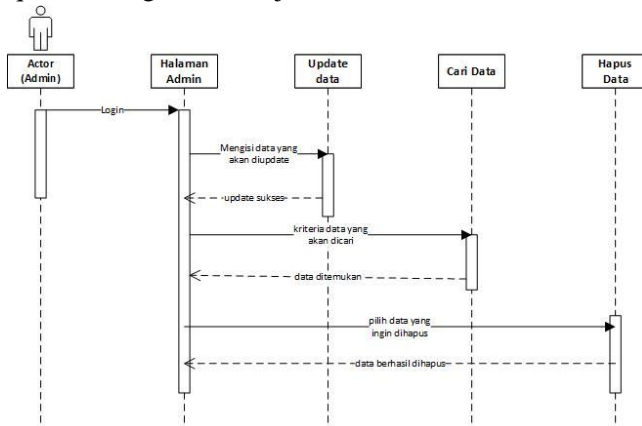 Actor
(Admin)
Halaman
Admin
Update
data
Cari Data
Hapus
Data
Login
Mengisi data yang
akan diupdate
update sukses
kriteria data yang
akan dicari
data ditemukan
pilih data yang
ingin dihapus
data berhasil dihapus